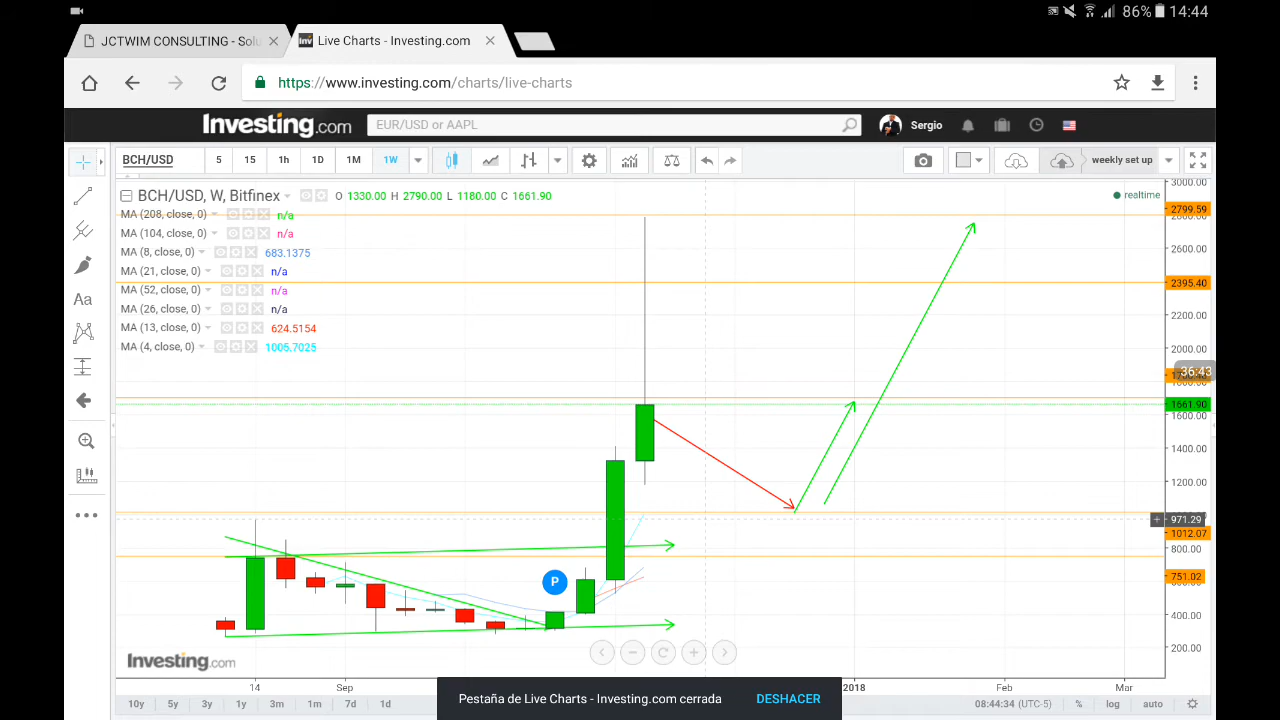 86% 14:44
JCTWIM CONSULTING - Solu
Live Charts - Investing.com
https://www.investing.com/charts/live-charts
Investing.com
EUR/USD or AAPL
Sergio
BCH/USD 5 15 1h 1D 1M 1W
weekly set up
BCH/USD, W, Bitfinex O 1330.00 H 2790.00 L 1180.00 C 1661.90
realtime
MA (208, close, 0) n/a
MA (104, close, 0) n/a
MA (8, close, 0) 683.1375
MA (21, close, 0) n/a
MA (52, close, 0) n/a
MA (26, close, 0) n/a
MA (13, close, 0) 624.5154
MA (4, close, 0) 1005.7025
Aa
3000.00
2799.59
2600.00
2395.40
2200.00
2000.00
36:43
1661.90
1600.00
1400.00
1200.00
971.29
1012.07
800.00
751.02
400.00
200.00
P
Investing.com
14 Sep 2018 Feb Mar
Pestaña de Live Charts - Investing.com cerrada DESHACER
10y 5y 3y 1y 3m 1m 7d 1d
08:44:34 (UTC-5) % log auto